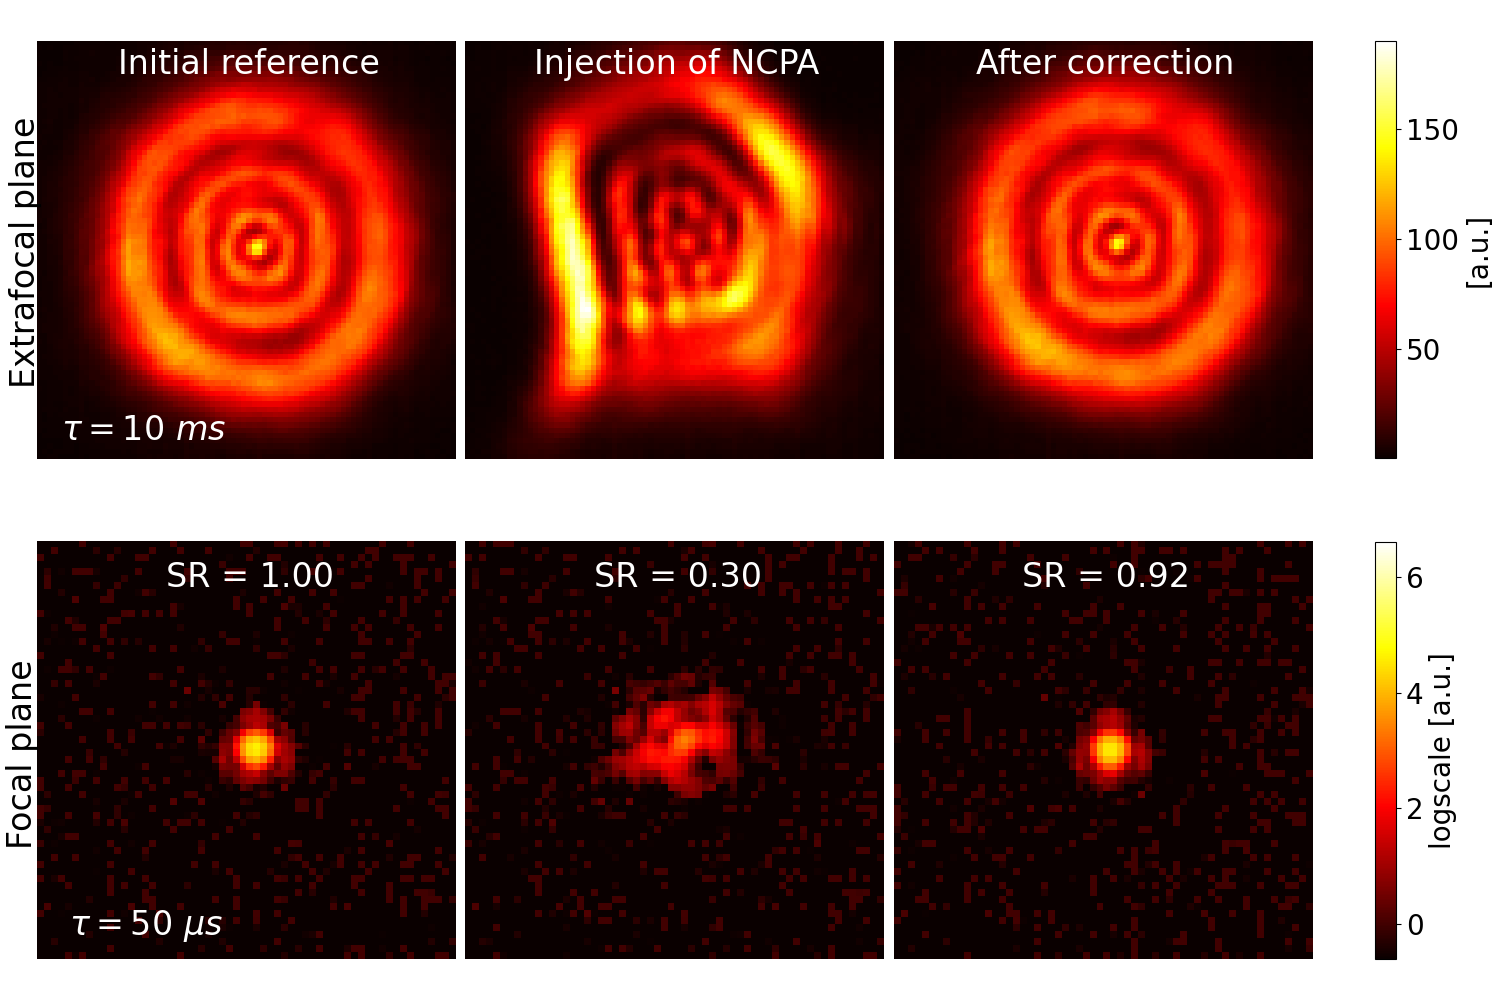 Initial reference
Injection of NCPA
After correction
Extrafocal plane
τ = 10 ms
150
100
50
[a.u.]
SR = 1.00
SR = 0.30
SR = 0.92
Focal plane
τ = 50 μs
6
4
2
0
logscale [a.u.]